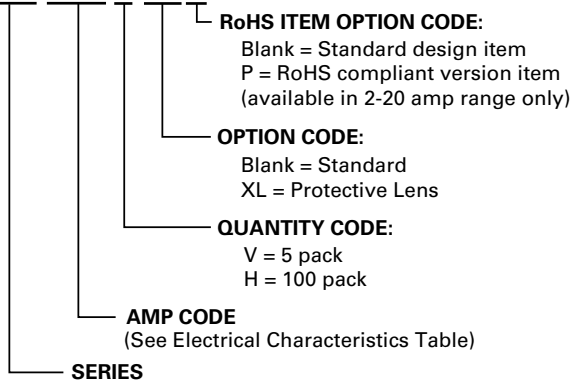 RoHS ITEM OPTION CODE:
Blank = Standard design item
P = RoHS compliant version item
(available in 2-20 amp range only)
OPTION CODE:
Blank = Standard
XL = Protective Lens
QUANTITY CODE:
V = 5 pack
H = 100 pack
AMP CODE
(See Electrical Characteristics Table)
SERIES